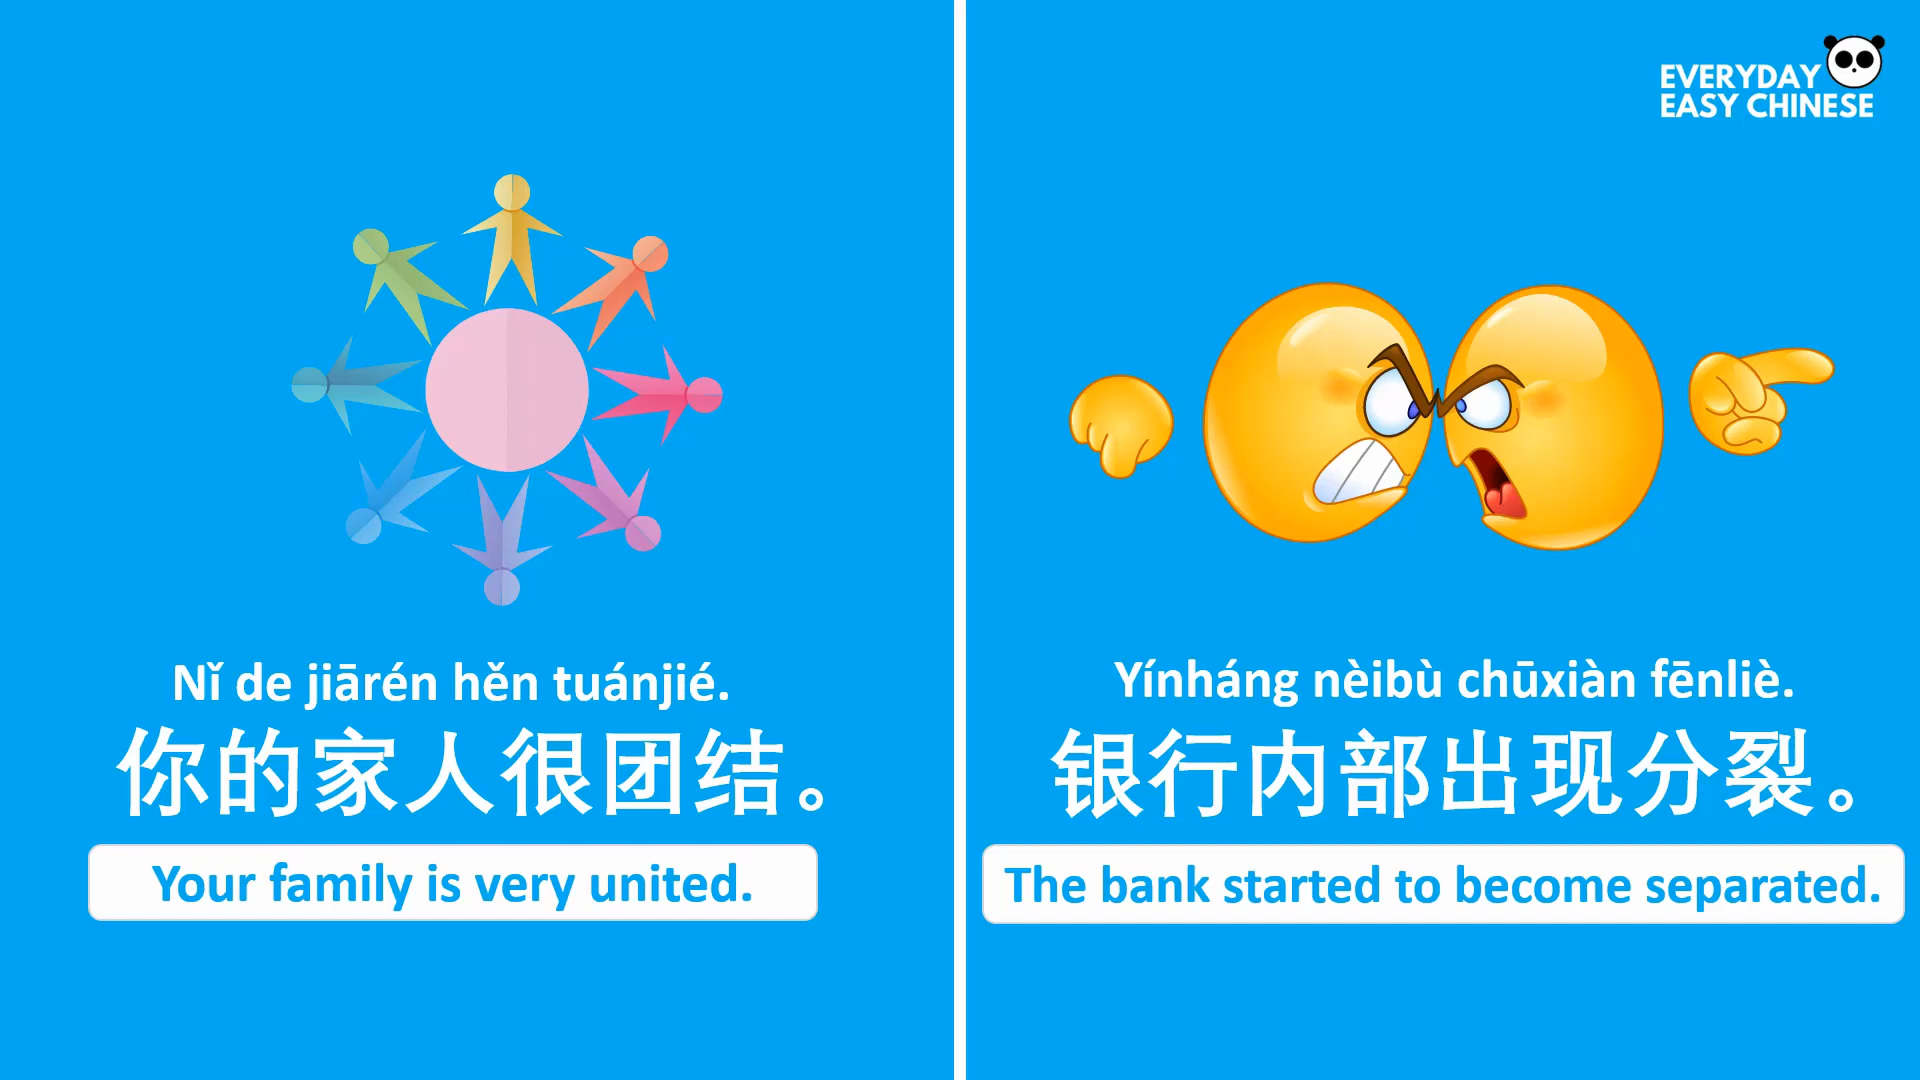 EVERYDAY
EASY CHINESE
Nǐ de jiārén hěn tuánjié.
你的家人很团结。
Your family is very united.
Yínháng nèibù chūxiàn fēnliè.
银行内部出现分裂。
The bank started to become separated.